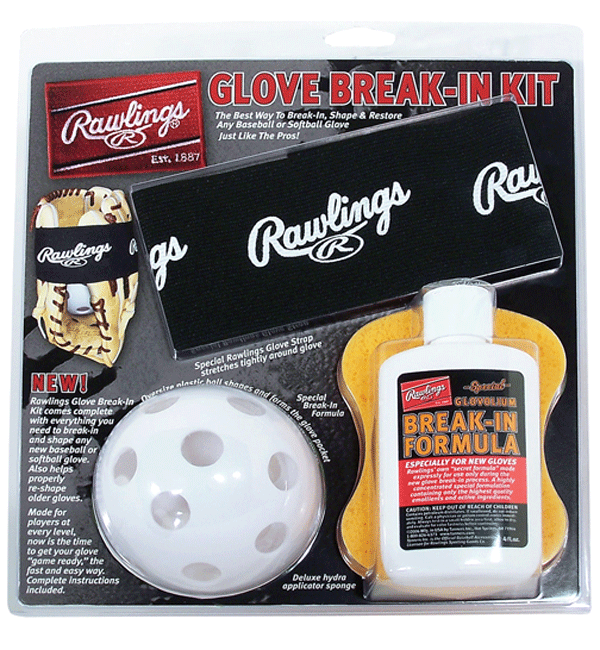 Rawlings
R
Est. 1887
GLOVE BREAK-IN KIT
The Best Way To Break-In, Shape & Restore
Any Baseball or Softball Glove
Just Like The Pros!
gs
Rawlings
R
Raw
Rawlings
R
Special Rawlings Glove Strap
stretches tightly around glove
Oversize plastic ball shapes and forms the glove pocket
Special
Break-In
Formula
NEW!
Rawlings Glove Break-In
Kit comes complete
with everything you
need to break-in
and shape any
new baseball or
softball glove.
Also helps
properly
re-shape
older gloves.
Made for
players at
every level,
now is the time
to get your glove
"game ready," the
fast and easy way.
Complete instructions
included.
Deluxe hydra
applicator sponge
Rawlings
Special
GLOVOLIUM
BREAK-IN
FORMULA
ESPECIALLY FOR NEW GLOVES
Rawlings' own "secret formula" made
expressly for use only during the
new glove break-in process. A highly
concentrated special formulation
containing only the highest quality
emollients and active ingredients.
CAUTION: KEEP OUT OF REACH OF CHILDREN
4 fl.oz.